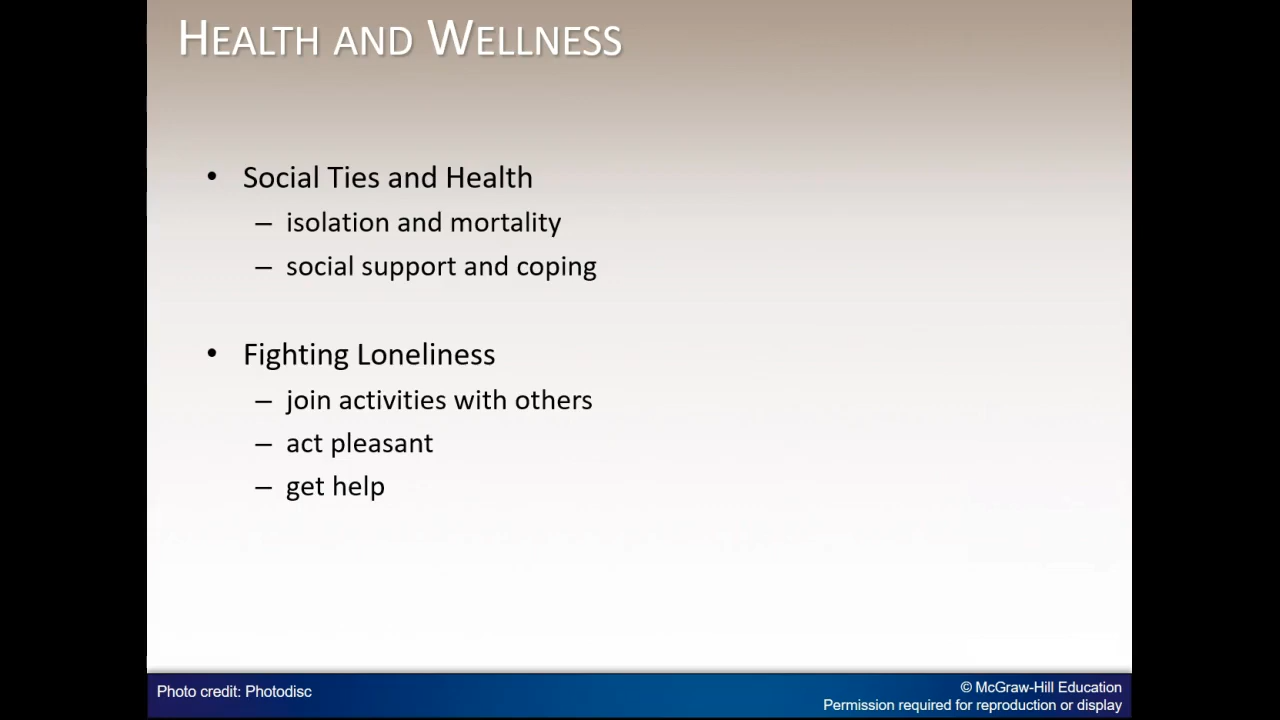 HEALTH AND WELLNESS
• Social Ties and Health
– isolation and mortality
– social support and coping
• Fighting Loneliness
– join activities with others
– act pleasant
– get help
Photo credit: Photodisc
© McGraw-Hill Education
Permission required for reproduction or display